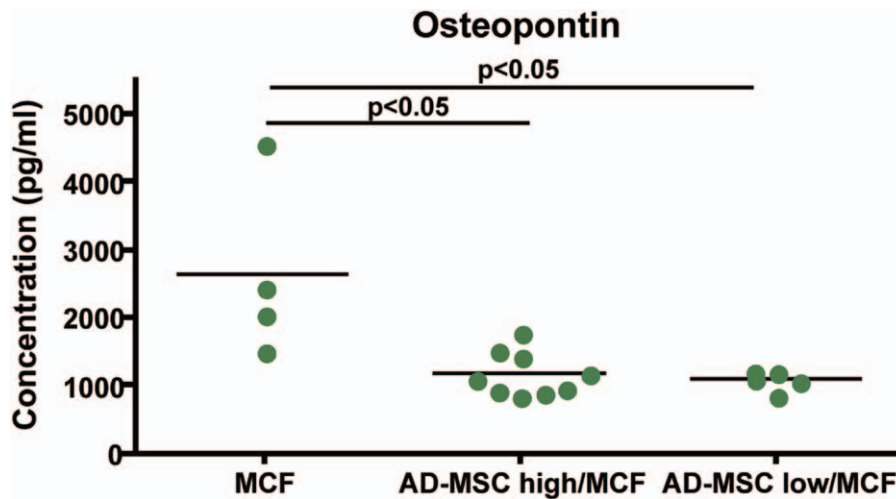 Osteopontin
p<0.05
p<0.05
Concentration (pg/ml)
5000
4000
3000
2000
1000
0
MCF AD-MSC high/MCF AD-MSC low/MCF